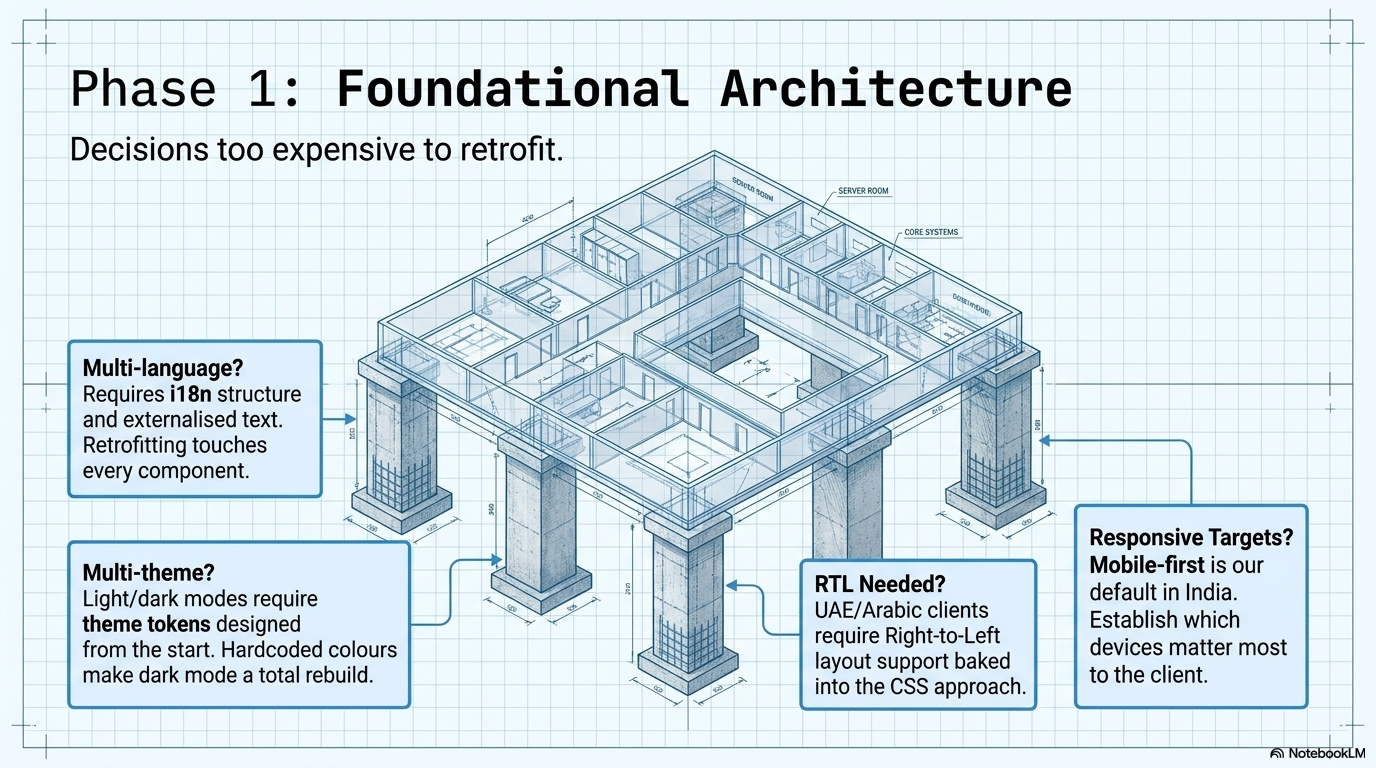 Phase 1: Foundational Architecture
Decisions too expensive to retrofit.
SERVER ROOM
CORE SYSTEMS
Multi-language?
Requires i18n structure
and externalised text.
Retrofitting touches
every component.
Multi-theme?
Light/dark modes require
theme tokens designed
from the start. Hardcoded colours
make dark mode a total rebuild.
RTL Needed?
UAE/Arabic clients
require Right-to-Left
layout support baked
into the CSS approach.
Responsive Targets?
Mobile-first is our
default in India.
Establish which
devices matter most
to the client.
NotebookLM